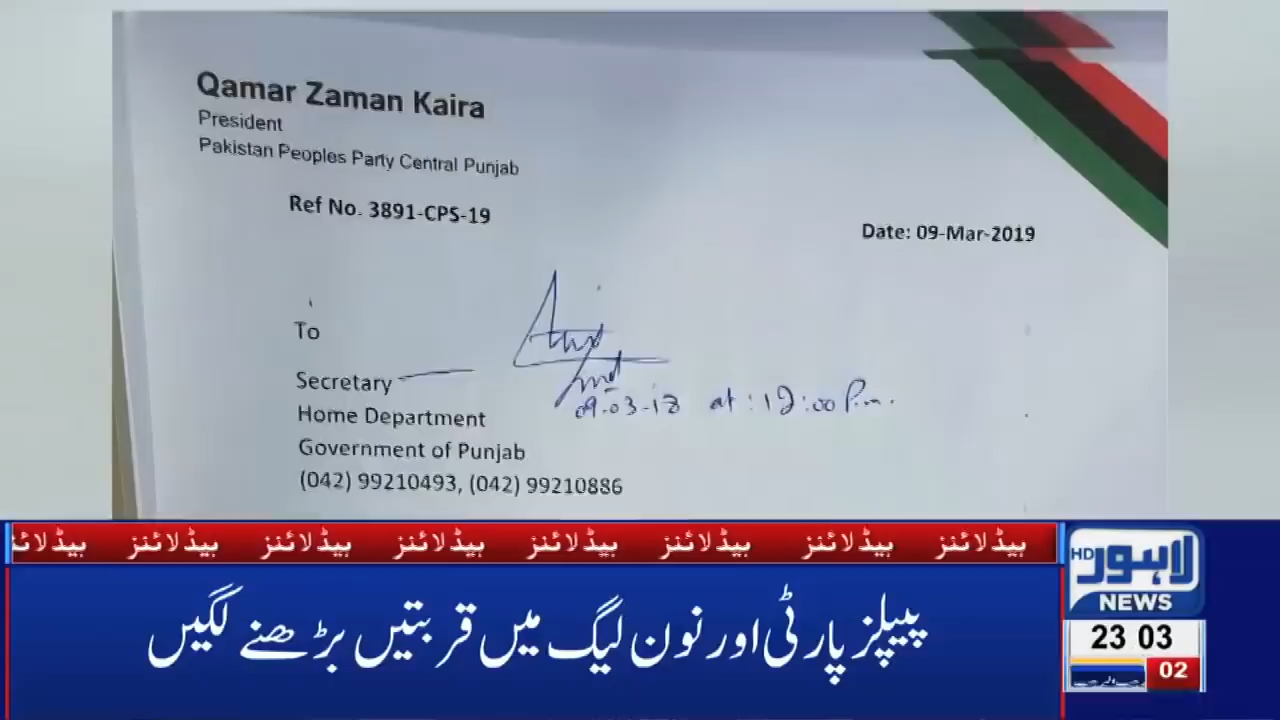 Qamar Zaman Kaira
President
Pakistan Peoples Party Central Punjab
Ref No. 3891-CPS-19
Date: 09-Mar-2019
To
Secretary
09-03-18 at: 12:00 P.m.
Home Department
Government of Punjab
(042) 99210493, (042) 99210886
ہیڈلائنز ہیڈلائنز ہیڈلائنز ہیڈلائنز ہیڈلائنز ہیڈلائنز ہیڈلائنز ہیڈلائنز
پیپلز پارٹی اور نون لیگ میں قربتیں بڑھنے لگیں
لاہور HD
NEWS
23 03
02